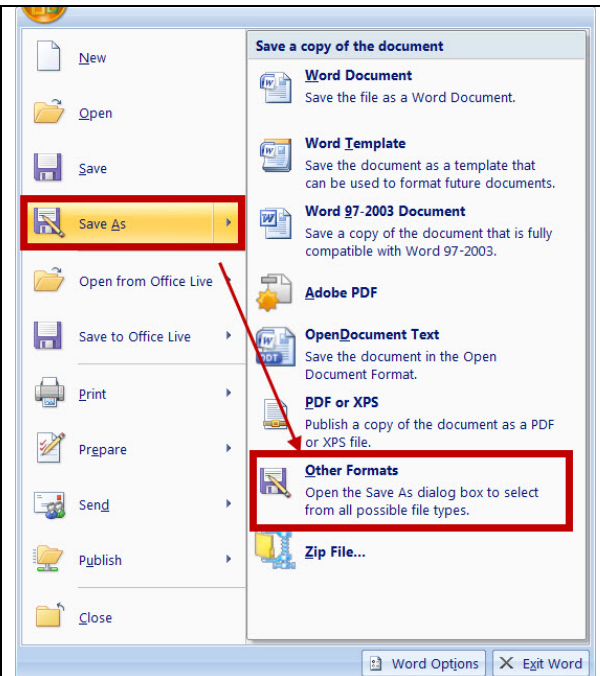 New
Open
Save
Save As
Open from Office Live
Save to Office Live
Print
Prepare
Send
Publish
Close
Save a copy of the document
Word Document
Save the file as a Word Document.
Word Template
Save the document as a template that
can be used to format future documents.
Word 97-2003 Document
Save a copy of the document that is fully
compatible with Word 97-2003.
Adobe PDF
OpenDocument Text
Save the document in the Open
Document Format.
PDF or XPS
Publish a copy of the document as a PDF
or XPS file.
Other Formats
Open the Save As dialog box to select
from all possible file types.
Zip File...
Word Options
Exit Word